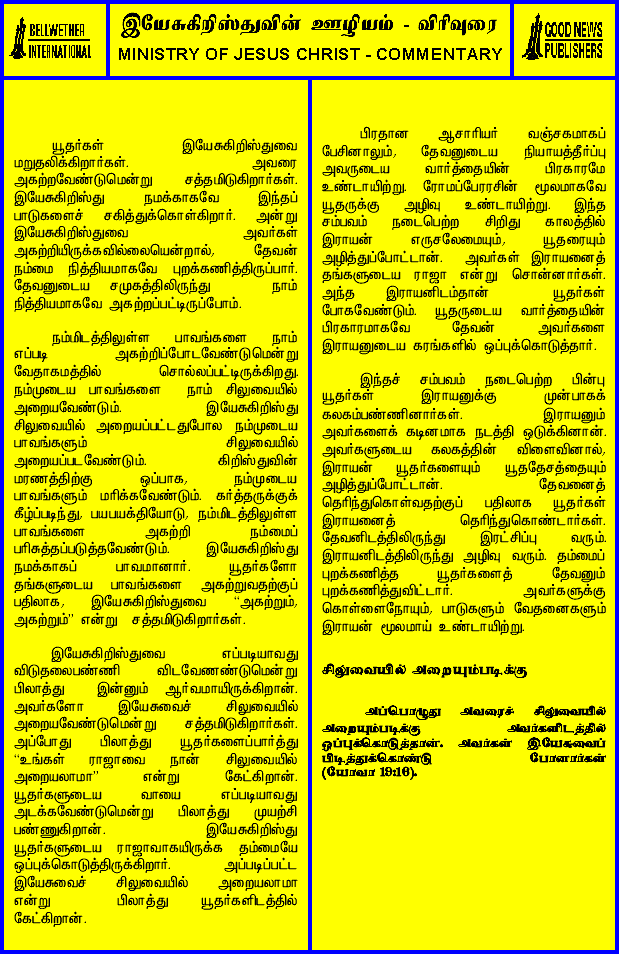 BELLWETHER
INTERNATIONAL
இயேசுகிறிஸ்துவின் ஊழியம் - விரிவுரை
MINISTRY OF JESUS CHRIST - COMMENTARY
GOOD NEWS
PUBLISHERS
யூதர்கள் இயேசுகிறிஸ்துவை
மறுதலிக்கிறார்கள். அவரை
அகற்றவேண்டுமென்று சத்தமிடுகிறார்கள்.
இயேசுகிறிஸ்து நமக்காகவே இந்தப்
பாடுகளைச் சகித்துக்கொள்கிறார். அன்று
இயேசுகிறிஸ்துவை அவர்கள்
அகற்றியிருக்கவில்லையென்றால், தேவன்
நம்மை நித்தியமாகவே புறக்கணித்திருப்பார்.
தேவனுடைய சமுகத்திலிருந்து நாம்
நித்தியமாகவே அகற்றப்பட்டிருப்போம்.
நம்மிடத்திலுள்ள பாவங்களை நாம்
எப்படி அகற்றிப்போடவேண்டுமென்று
வேதாகமத்தில் சொல்லப்பட்டிருக்கிறது.
நம்முடைய பாவங்களை நாம் சிலுவையில்
அறையவேண்டும். இயேசுகிறிஸ்து
சிலுவையில் அறையப்பட்டதுபோல நம்முடைய
பாவங்களும் சிலுவையில்
அறையப்படவேண்டும். கிறிஸ்துவின்
மரணத்திற்கு ஒப்பாக, நம்முடைய
பாவங்களும் மரிக்கவேண்டும். கர்த்தருக்குக்
கீழ்ப்படிந்து, பயபயக்தியோடு, நம்மிடத்திலுள்ள
பாவங்களை அகற்றி நம்மைப்
பரிசுத்தப்படுத்தவேண்டும். இயேசுகிறிஸ்து
நமக்காகப் பாவமானார். யூதர்களோ
தங்களுடைய பாவங்களை அகற்றுவதற்குப்
பதிலாக, இயேசுகிறிஸ்துவை "அகற்றும்,
அகற்றும்" என்று சத்தமிடுகிறார்கள்.
இயேசுகிறிஸ்துவை எப்படியாவது
விடுதலைபண்ணி விடவேணண்டுமென்று
பிலாத்து இன்னும் ஆர்வமாயிருக்கிறான்.
அவர்களோ இயேசுவைச் சிலுவையில்
அறையவேண்டுமென்று சத்தமிடுகிறார்கள்.
அப்போது பிலாத்து யூதர்களைப்பார்த்து
"உங்கள் ராஜாவை நான் சிலுவையில்
அறையலாமா" என்று கேட்கிறான்.
யூதர்களுடைய வாயை எப்படியாவது
அடக்கவேண்டுமென்று பிலாத்து முயற்சி
பண்ணுகிறான். இயேசுகிறிஸ்து
யூதர்களுடைய ராஜாவாகயிருக்க தம்மையே
ஒப்புக்கொடுத்திருக்கிறார். அப்படிப்பட்ட
இயேசுவைச் சிலுவையில் அறையலாமா
என்று பிலாத்து யூதர்களிடத்தில்
கேட்கிறான்.
பிரதான ஆசாரியர் வஞ்சகமாகப்
பேசினாலும், தேவனுடைய நியாயத்தீர்ப்பு
அவருடைய வார்த்தையின் பிரகாரமே
உண்டாயிற்று. ரோமப்பேரரசின் மூலமாகவே
யூதருக்கு அழிவு உண்டாயிற்று. இந்த
சம்பவம் நடைபெற்ற சிறிது காலத்தில்
இராயன் எருசலேமையும், யூதரையும்
அழித்துப்போட்டான். அவர்கள் இராயனைத்
தங்களுடைய ராஜா என்று சொன்னார்கள்.
அந்த இராயனிடம்தான் யூதர்கள்
போகவேண்டும். யூதருடைய வார்த்தையின்
பிரகாரமாகவே தேவன் அவர்களை
இராயனுடைய கரங்களில் ஒப்புக்கொடுத்தார்.
இந்தச் சம்பவம் நடைபெற்ற பின்பு
யூதர்கள் இராயனுக்கு முன்பாகக்
கலகம்பண்ணினார்கள். இராயனும்
அவர்களைக் கடினமாக நடத்தி ஒடுக்கினான்.
அவர்களுடைய கலகத்தின் விளைவினால்,
இராயன் யூதர்களையும் யூததேசத்தையும்
அழித்துப்போட்டான். தேவனைத்
தெரிந்துகொள்வதற்குப் பதிலாக யூதர்கள்
இராயனைத் தெரிந்துகொண்டார்கள்.
தேவனிடத்திலிருந்து இரட்சிப்பு வரும்.
இராயனிடத்திலிருந்து அழிவு வரும். தம்மைப்
புறக்கணித்த யூதர்களைத் தேவனும்
புறக்கணித்துவிட்டார். அவர்களுக்கு
கொள்ளைநோயும், பாடுகளும் வேதனைகளும்
இராயன் மூலமாய் உண்டாயிற்று.
சிலுவையில் அறையும்படிக்கு
அப்பொழுது அவரைச் சிலுவையில்
அறையும்படிக்கு அவர்களிடத்தில்
ஒப்புக்கொடுத்தான். அவர்கள் இயேசுவைப்
பிடித்துக்கொண்டு போனார்கள்
(யோவா 19:16).